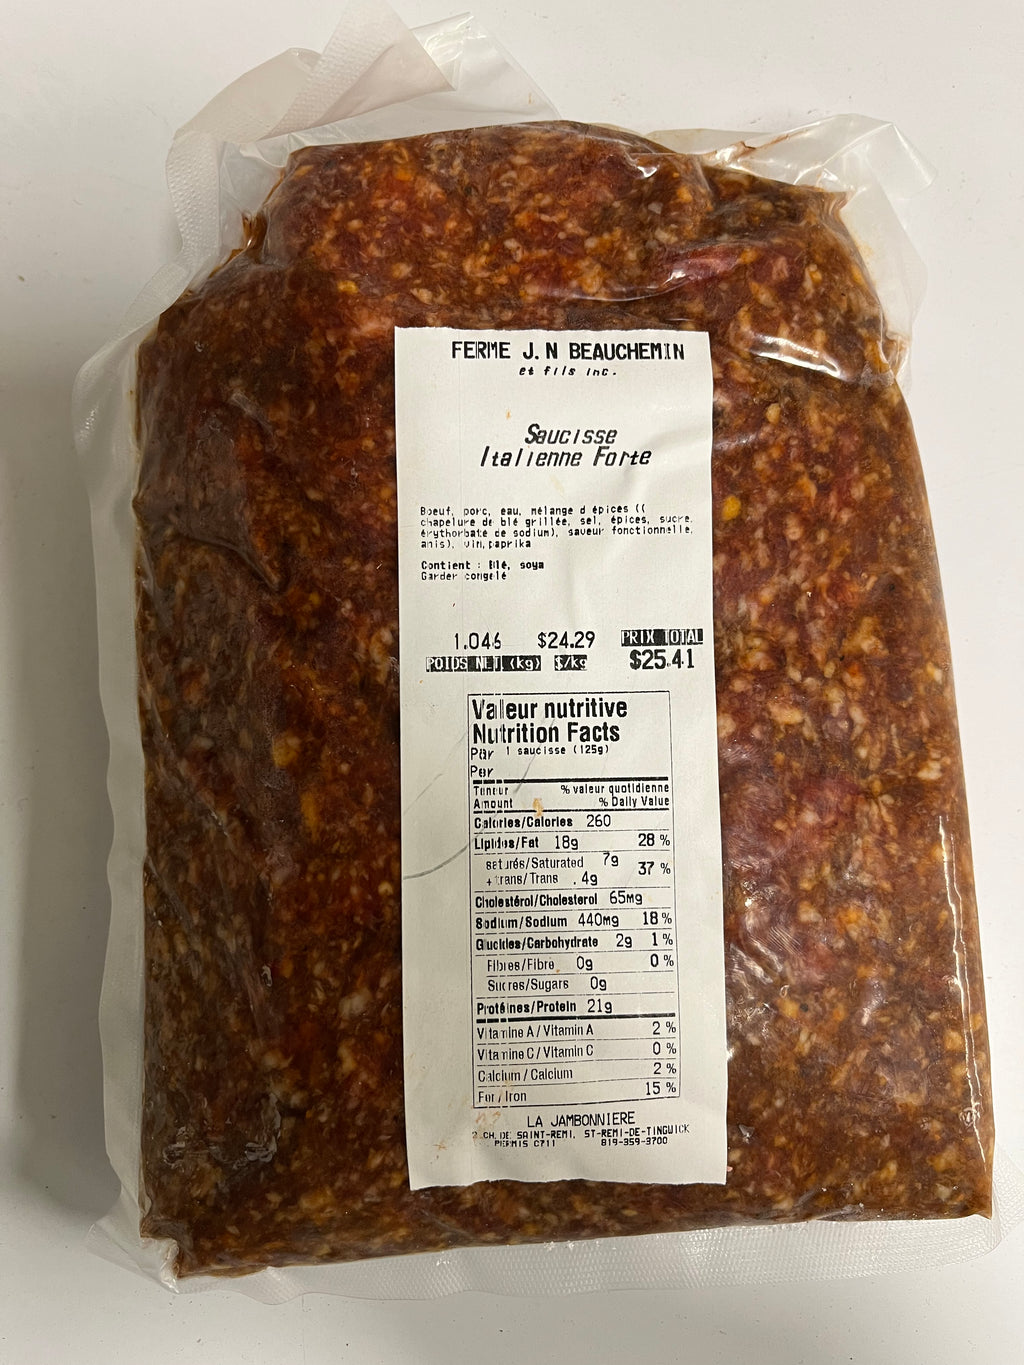 FERME J. N BEAUCHEMIN
et fils inc.
Saucisse
Italienne Forte
Boeuf, porc, eau, mélange d épices ((
chapelure de blé grillée, sel, épices, sucre,
érythorbate de sodium), saveur fonctionnelle,
anis), vin, paprika
Contient : Blé, soya
Garder congelé
1.046 $24.29 PRIX TOTAL
POIDS NET (kg) $/kg $25.41
Valeur nutritive
Nutrition Facts
Par 1 saucisse (125g)
Per
Teneur % valeur quotidienne
Amount % Daily Value
Calories/Calories 260
Lipides/Fat 18g 28 %
saturés/Saturated 7g
+ trans/Trans .4g 37 %
Cholestérol/Cholesterol 65mg
Sodium/Sodium 440mg 18 %
Glucides/Carbohydrate 2g 1 %
Fibres/Fibre 0g 0 %
Sucres/Sugars 0g
Protéines/Protein 21g
Vitamine A / Vitamin A 2 %
Vitamine C / Vitamin C 0 %
Calcium / Calcium 2 %
Fer / Iron 15 %
LA JAMBONNIERE
CH. DE SAINT-REMI, ST-REMI-DE-TINGWICK
PERMIS C711 819-359-3700